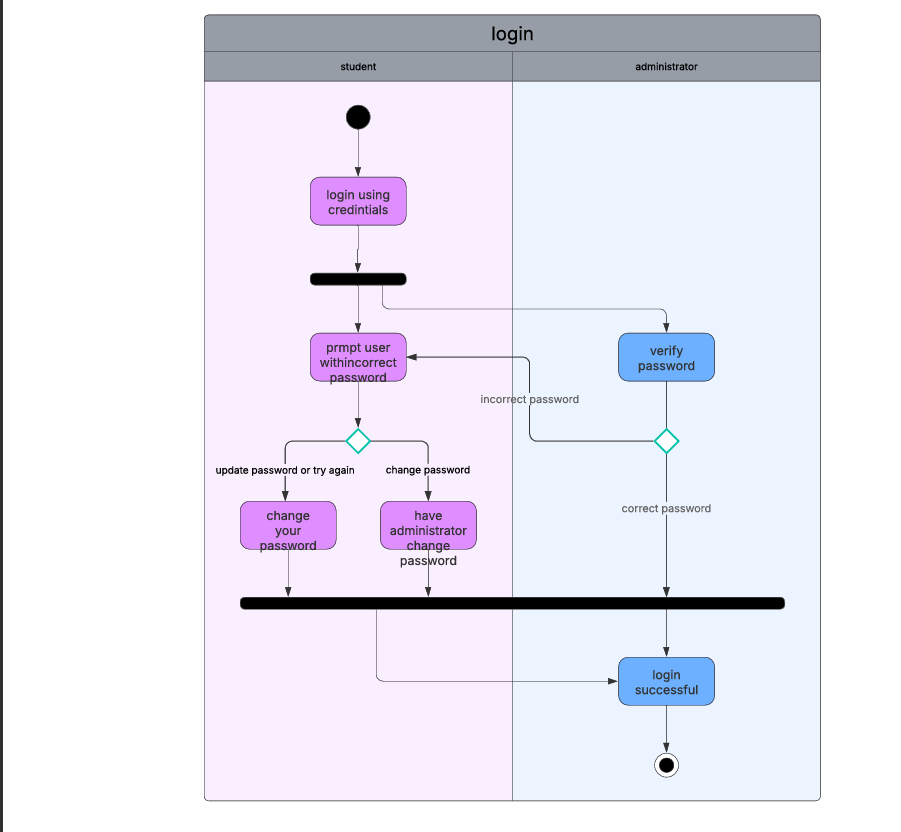 login
student
administrator
login using
credintials
prmpt user
withincorrect
password
verify
password
incorrect password
update password or try again
change password
change
your
password
have
administrator
change
password
correct password
login
successful